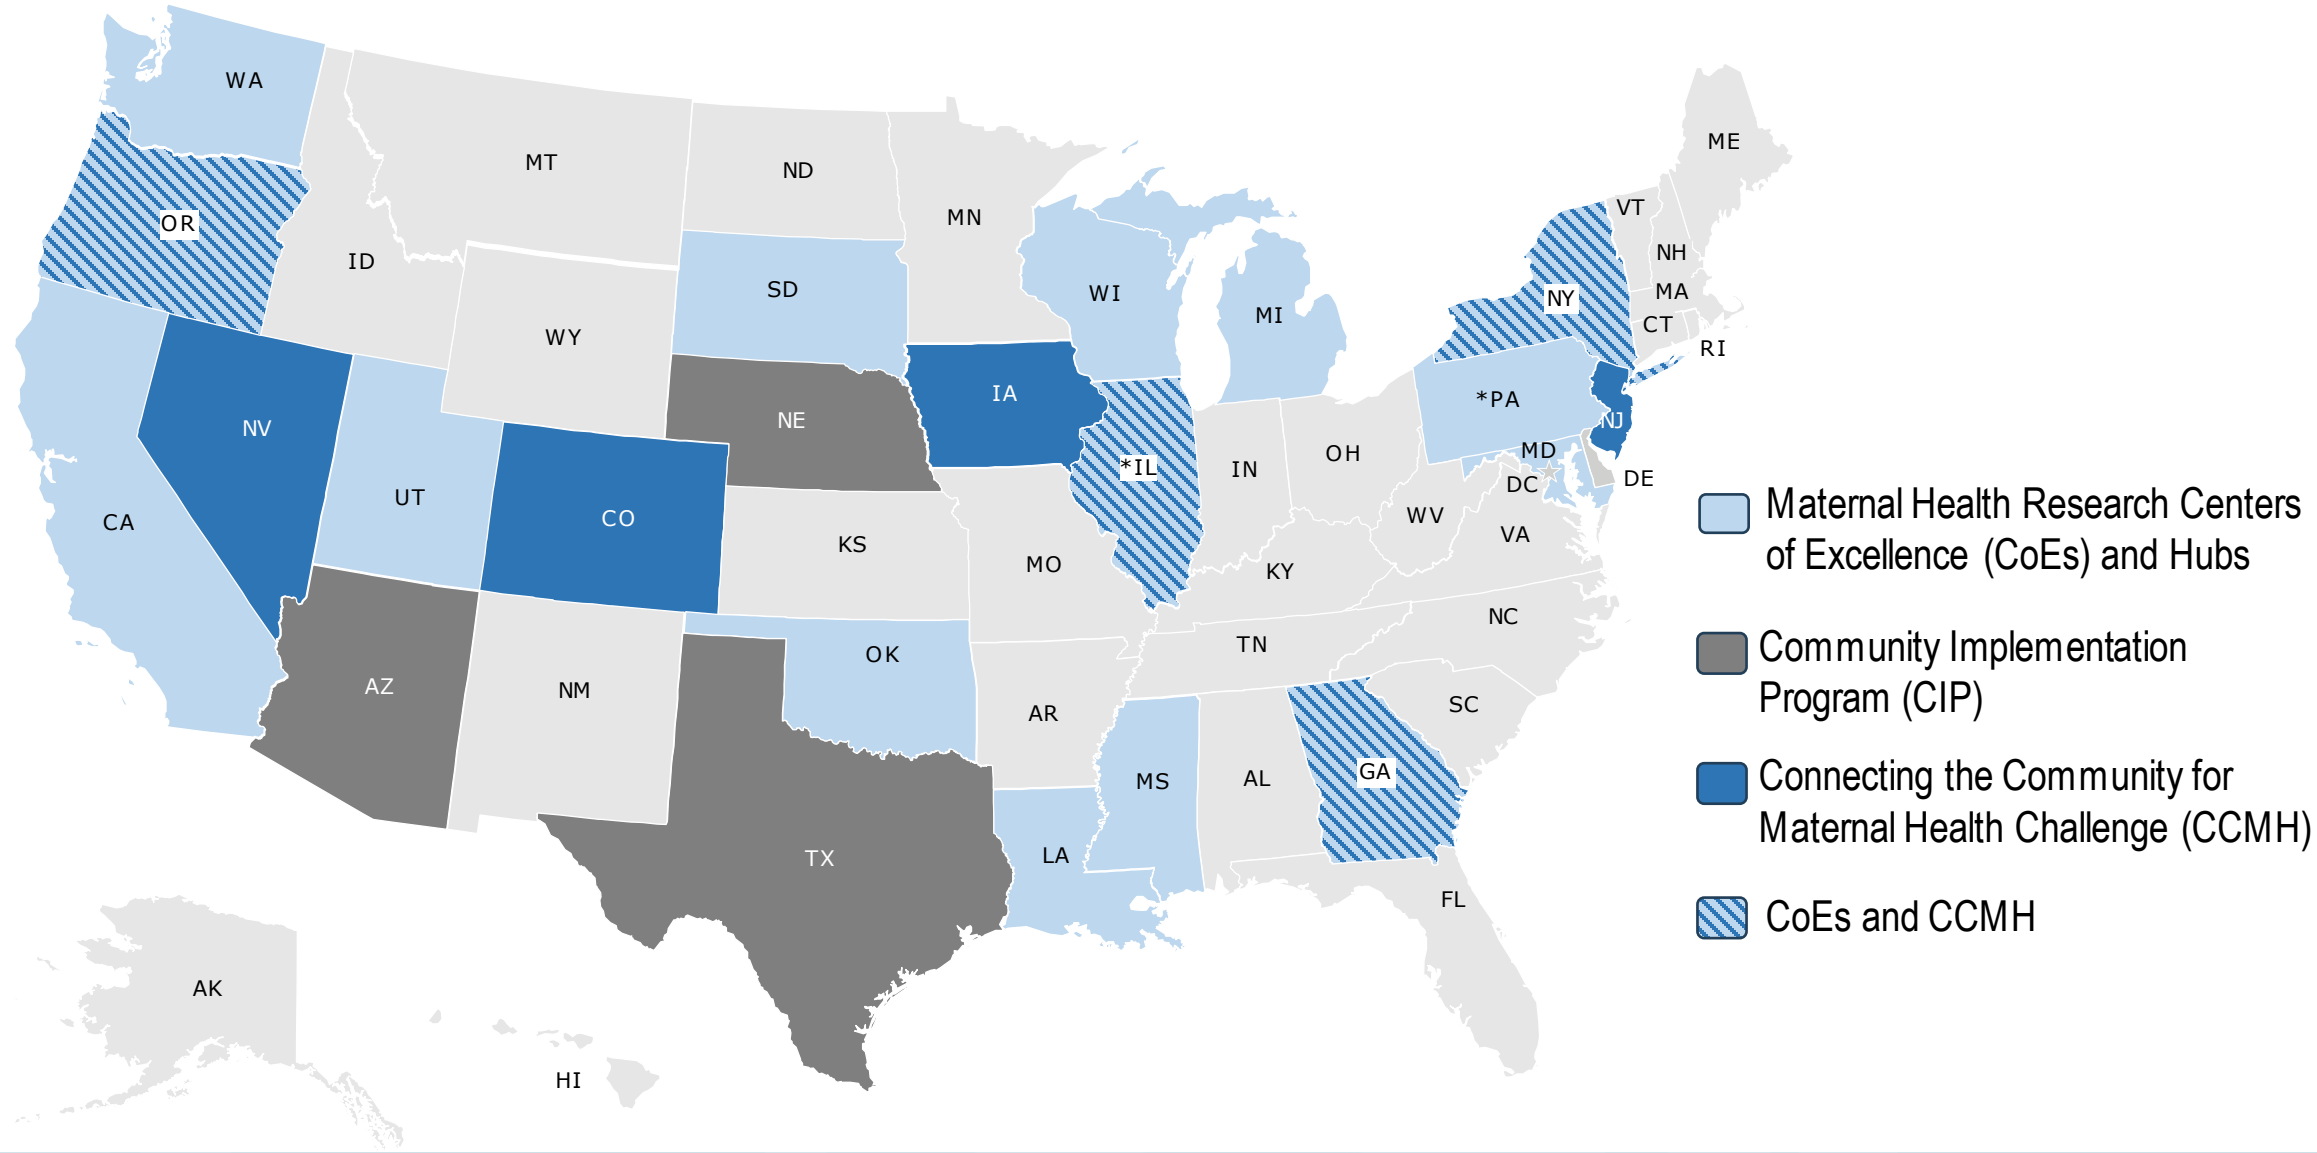 WA
MT
ND
MN
ME
OR
ID
WY
SD
WI
MI
NY
VT
NH
MA
CT
RI
NV
UT
CO
NE
IA
*IL
IN
OH
*PA
NJ
MD
DC
DE
CA
KS
MO
KY
WV
VA
AZ
NM
OK
AR
TN
NC
SC
TX
LA
MS
AL
GA
FL
AK
HI
Maternal Health Research Centers
of Excellence (CoEs) and Hubs
Community Implementation
Program (CIP)
Connecting the Community for
Maternal Health Challenge (CCMH)
CoEs and CCMH